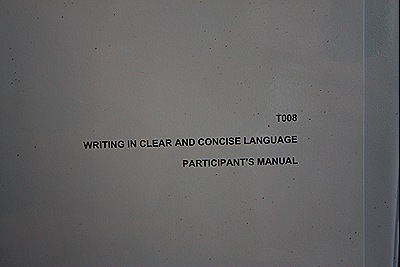 T008
WRITING IN CLEAR AND CONCISE LANGUAGE
PARTICIPANT'S MANUAL